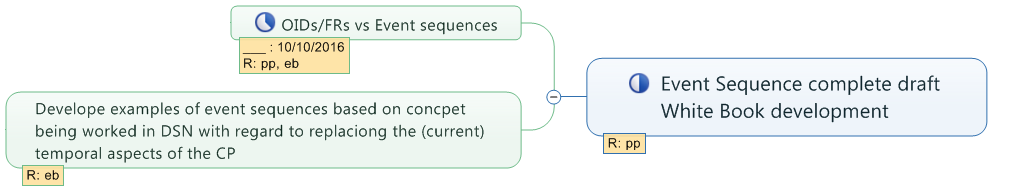 OIDs/FRs vs Event sequences
___ : 10/10/2016
R: pp, eb
Develope examples of event sequences based on concpet
being worked in DSN with regard to replaciong the (current)
temporal aspects of the CP
R: eb
Event Sequence complete draft
White Book development
R: pp